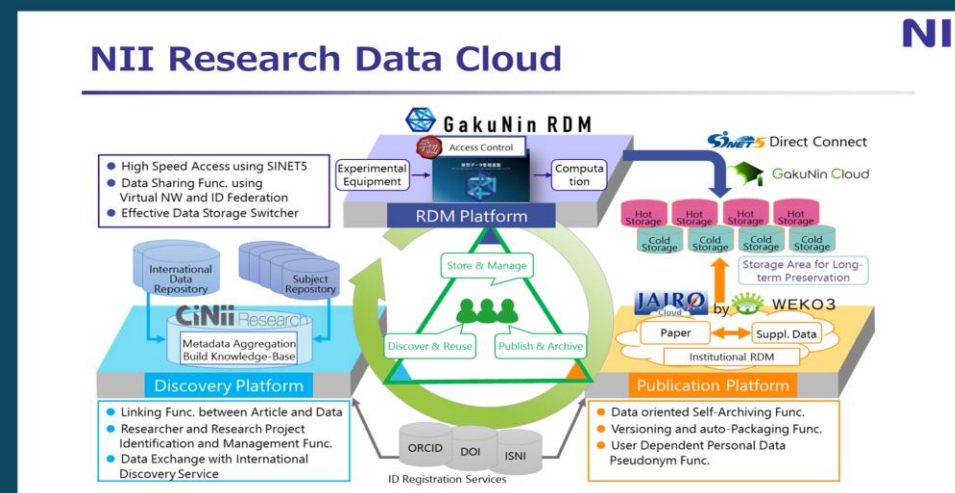 NII
NII Research Data Cloud
GakuNin RDM
Access Control
Experimental
Equipment
Computa
tion
RDM Platform
SINET5 Direct Connect
GakuNin Cloud
High Speed Access using SINET5
Data Sharing Func. using
Virtual NW and ID Federation
Effective Data Storage Switcher
Hot
Storage
Hot
Storage
Hot
Storage
Hot
Storage
Cold
Storage
Cold
Storage
Cold
Storage
Cold
Storage
Storage Area for Long-
term Preservation
International
Data
Repository
Subject
Repository
CiNii Research
Metadata Aggregation
Build Knowledge-Base
Discovery Platform
Store & Manage
Discover & Reuse
Publish & Archive
JAIRO
Cloud
by
WEKO3
Paper
Suppl. Data
Institutional RDM
Publication Platform
Linking Func. between Article and Data
Researcher and Research Project
Identification and Management Func.
Data Exchange with International
Discovery Service
ORCID
DOI
ISNI
ID Registration Services
Data oriented Self-Archiving Func.
Versioning and auto-Packaging Func.
User Dependent Personal Data
Pseudonym Func.